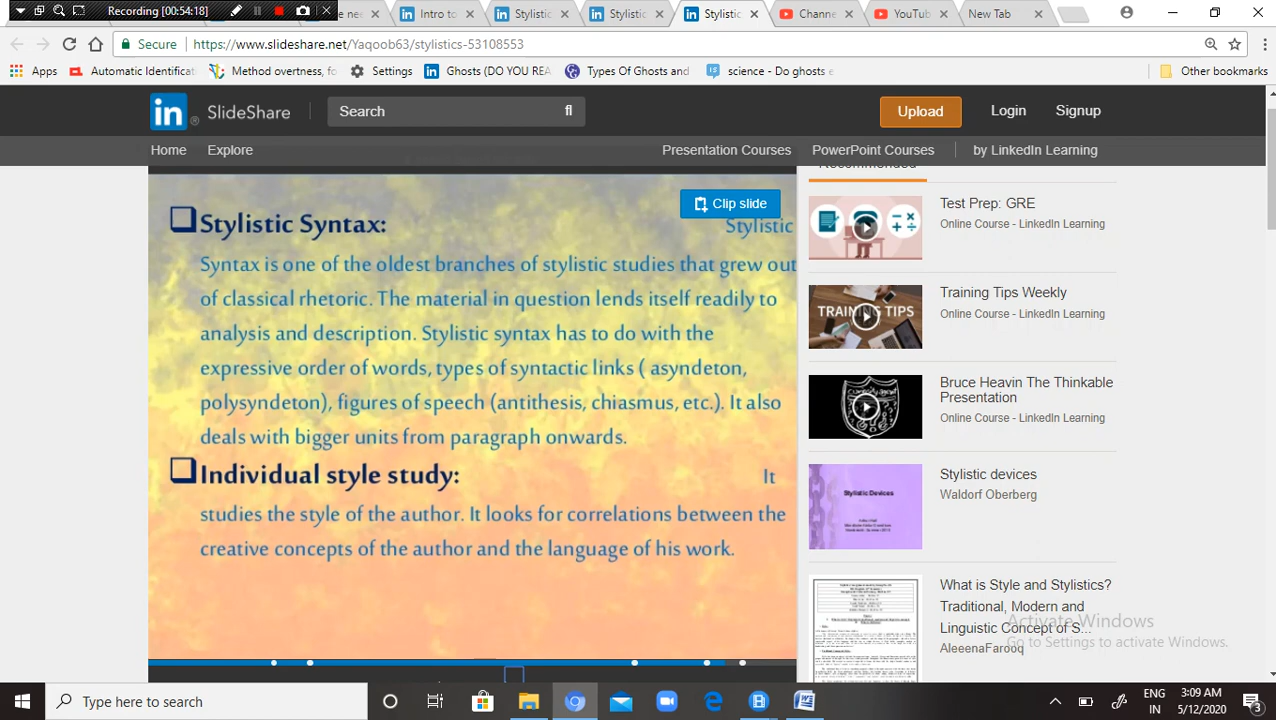 Recording [00:54:18]
Intro to
Stylistic
Stylistic
Stylistic
Channe
YouTub
New Tab
Secure
https://www.slideshare.net/Yaqoob63/stylistics-53108553
Apps
Automatic Identificat
Method overtness, fo
Settings
Ghosts (DO YOU REA
Types Of Ghosts and
science - Do ghosts e
Other bookmarks
in SlideShare
Search
Upload
Login
Signup
Home
Explore
Presentation Courses
PowerPoint Courses
by LinkedIn Learning
Recommended
Clip slide
Stylistic Syntax: Stylistic
Syntax is one of the oldest branches of stylistic studies that grew out
of classical rhetoric. The material in question lends itself readily to
analysis and description. Stylistic syntax has to do with the
expressive order of words, types of syntactic links ( asyndeton,
polysyndeton), figures of speech (antithesis, chiasmus, etc.). It also
deals with bigger units from paragraph onwards.
Individual style study: It
studies the style of the author. It looks for correlations between the
creative concepts of the author and the language of his work.
Test Prep: GRE
Online Course - LinkedIn Learning
TRAINING TIPS
Training Tips Weekly
Online Course - LinkedIn Learning
Bruce Heavin The Thinkable
Presentation
Online Course - LinkedIn Learning
Stylistic Devices
Stylistic devices
Waldorf Oberberg
What is Style and Stylistics?
Traditional, Modern and
Linguistic Concept of S
AleeenaFarooq
Activate Windows
to Settings to activate Windows.
Type here to search
ENG
IN
3:09 AM
5/12/2020
3